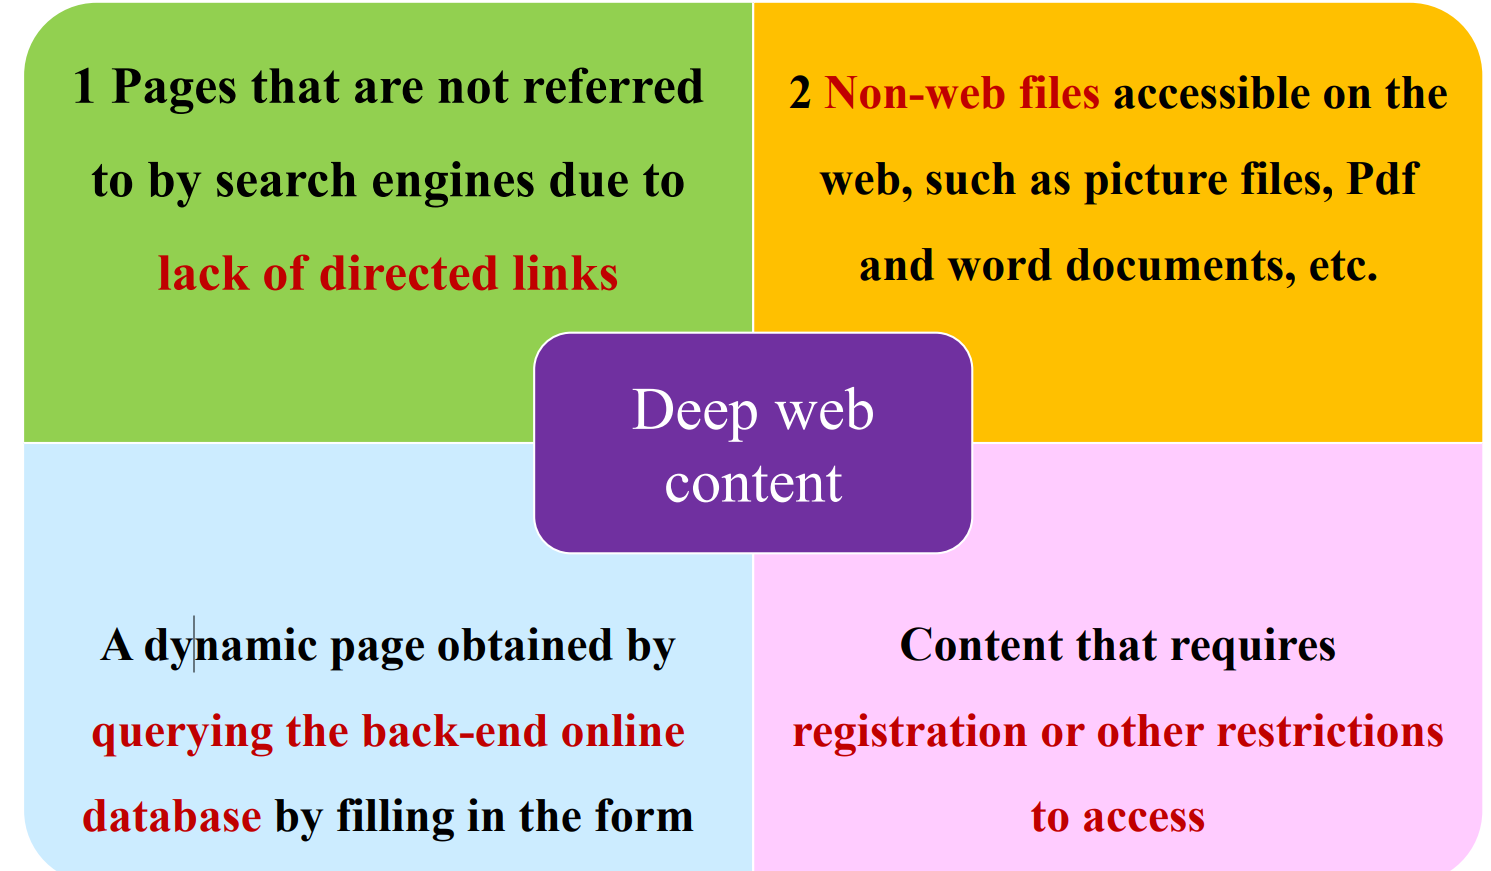 1 Pages that are not referred
to by search engines due to
lack of directed links
2 Non-web files accessible on the
web, such as picture files, Pdf
and word documents, etc.
Deep web
content
A dynamic page obtained by
querying the back-end online
database by filling in the form
Content that requires
registration or other restrictions
to access